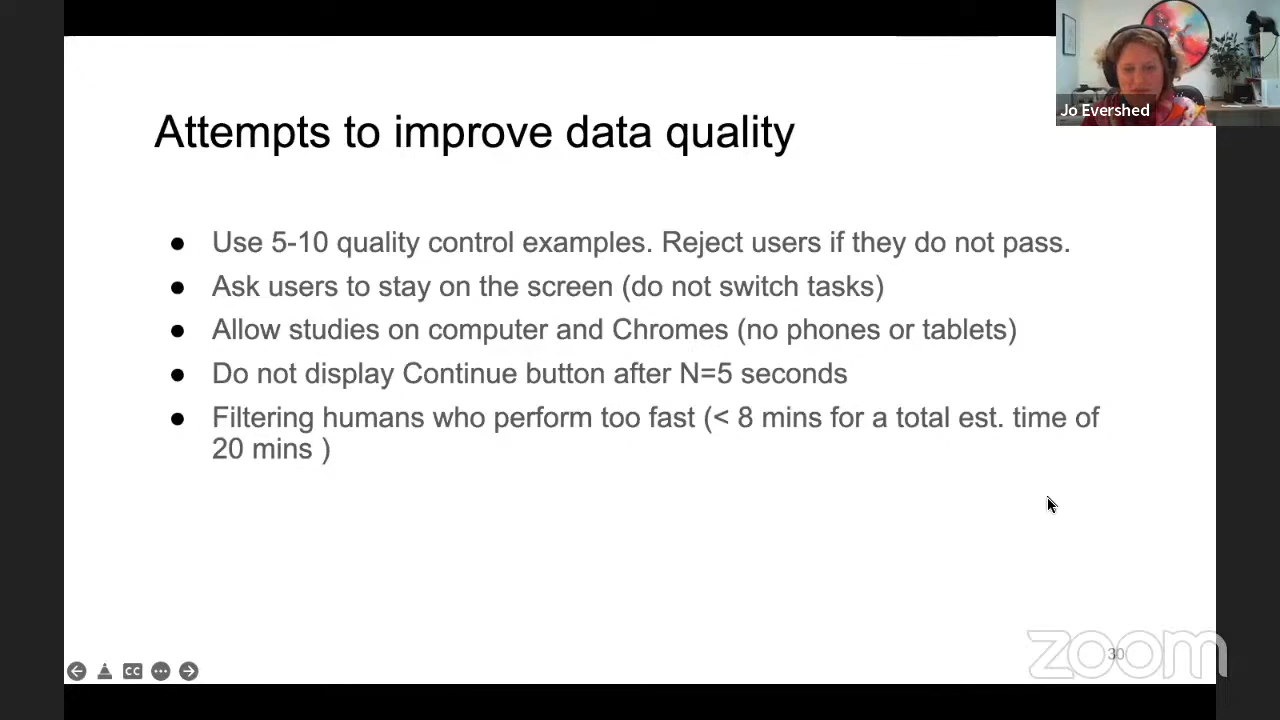 Jo Evershed
Attempts to improve data quality
● Use 5-10 quality control examples. Reject users if they do not pass.
● Ask users to stay on the screen (do not switch tasks)
● Allow studies on computer and Chromes (no phones or tablets)
● Do not display Continue button after N=5 seconds
● Filtering humans who perform too fast (< 8 mins for a total est. time of
20 mins )
CC
zoom
30